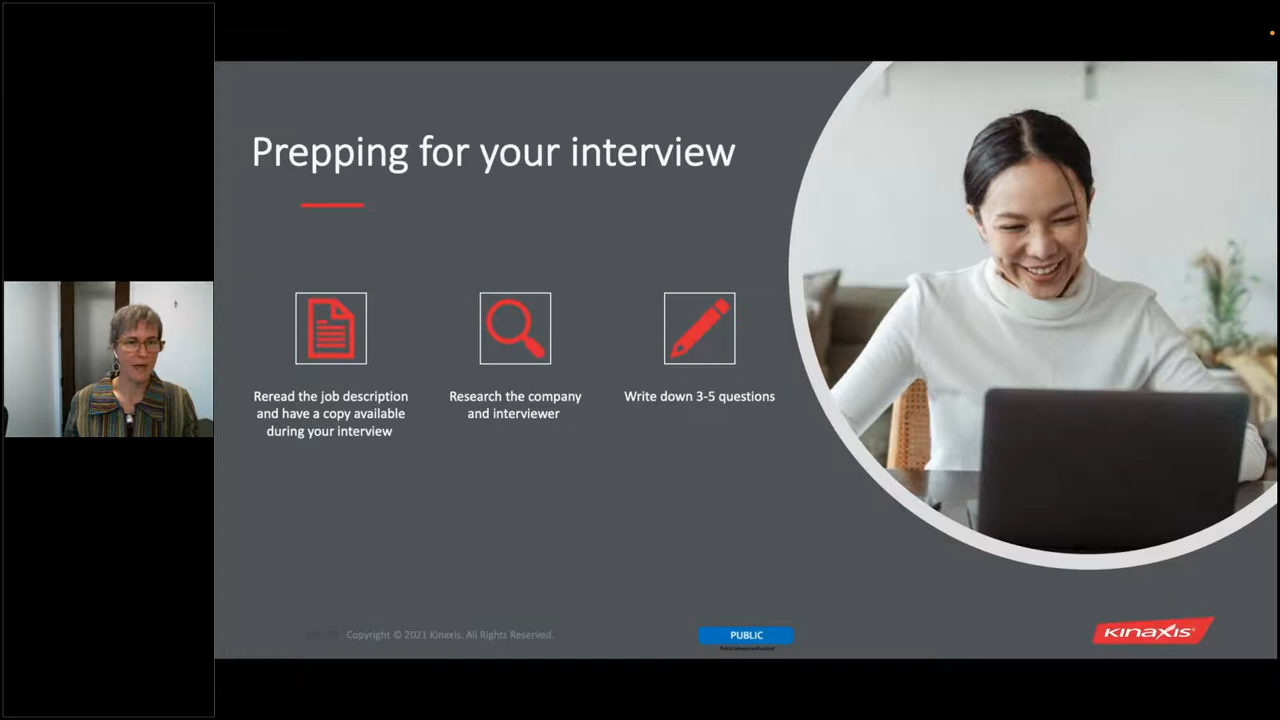 Prepping for your interview
Reread the job description
and have a copy available
during your interview
Research the company
and interviewer
Write down 3-5 questions
Copyright © 2021 Kinaxis. All Rights Reserved.
PUBLIC
KINAXIS